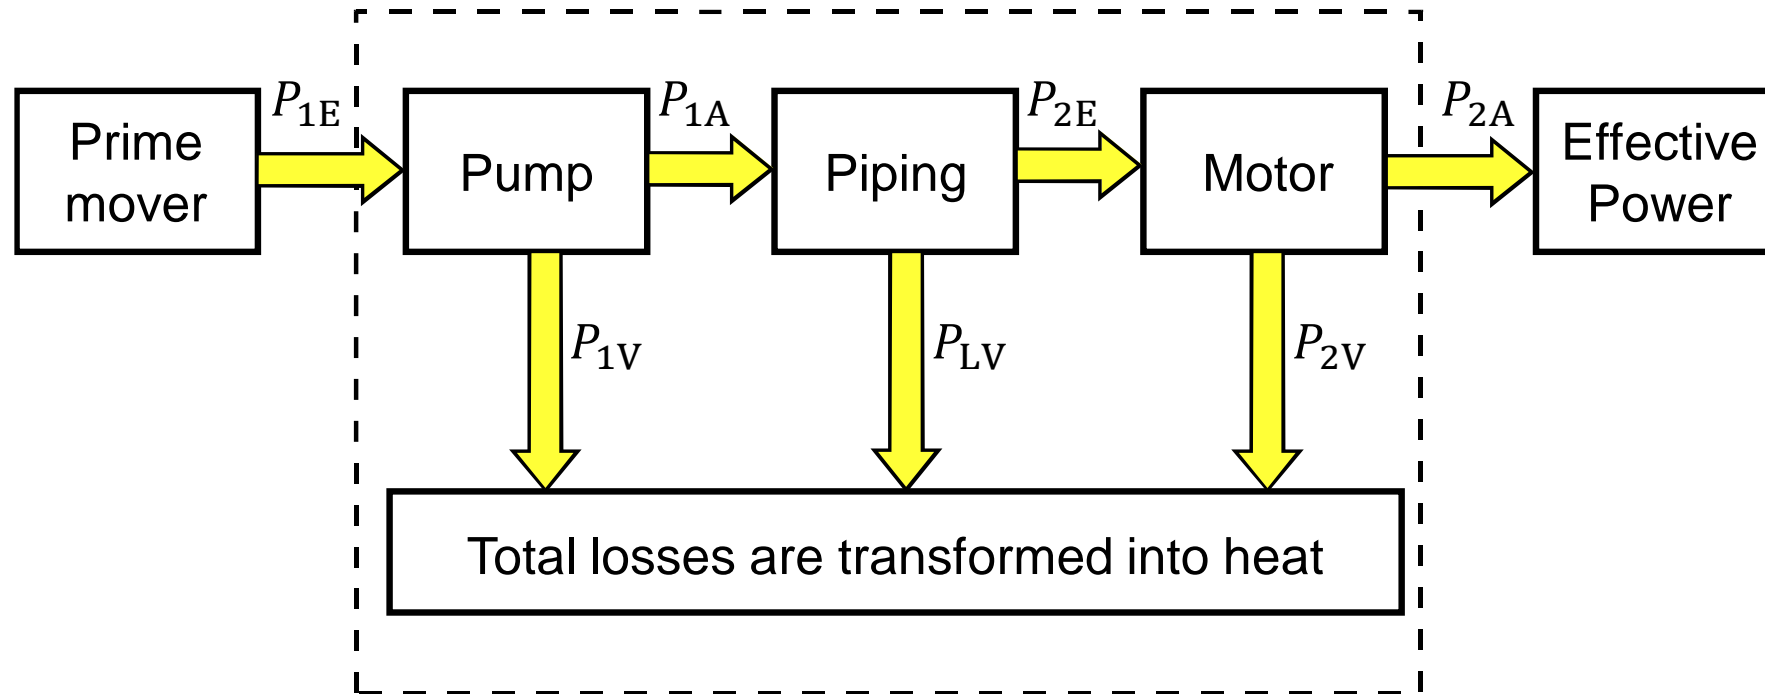 Prime
mover
P1E
Pump
P1A
Piping
P2E
Motor
P2A
Effective
Power
P1V
PLV
P2V
Total losses are transformed into heat